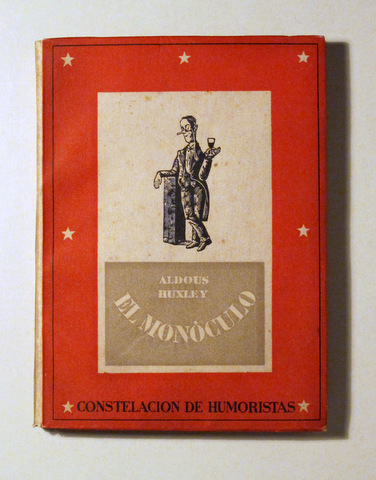 ALDOUS
HUXLEY
EL MONÓCULO
CONSTELACION DE HUMORISTAS